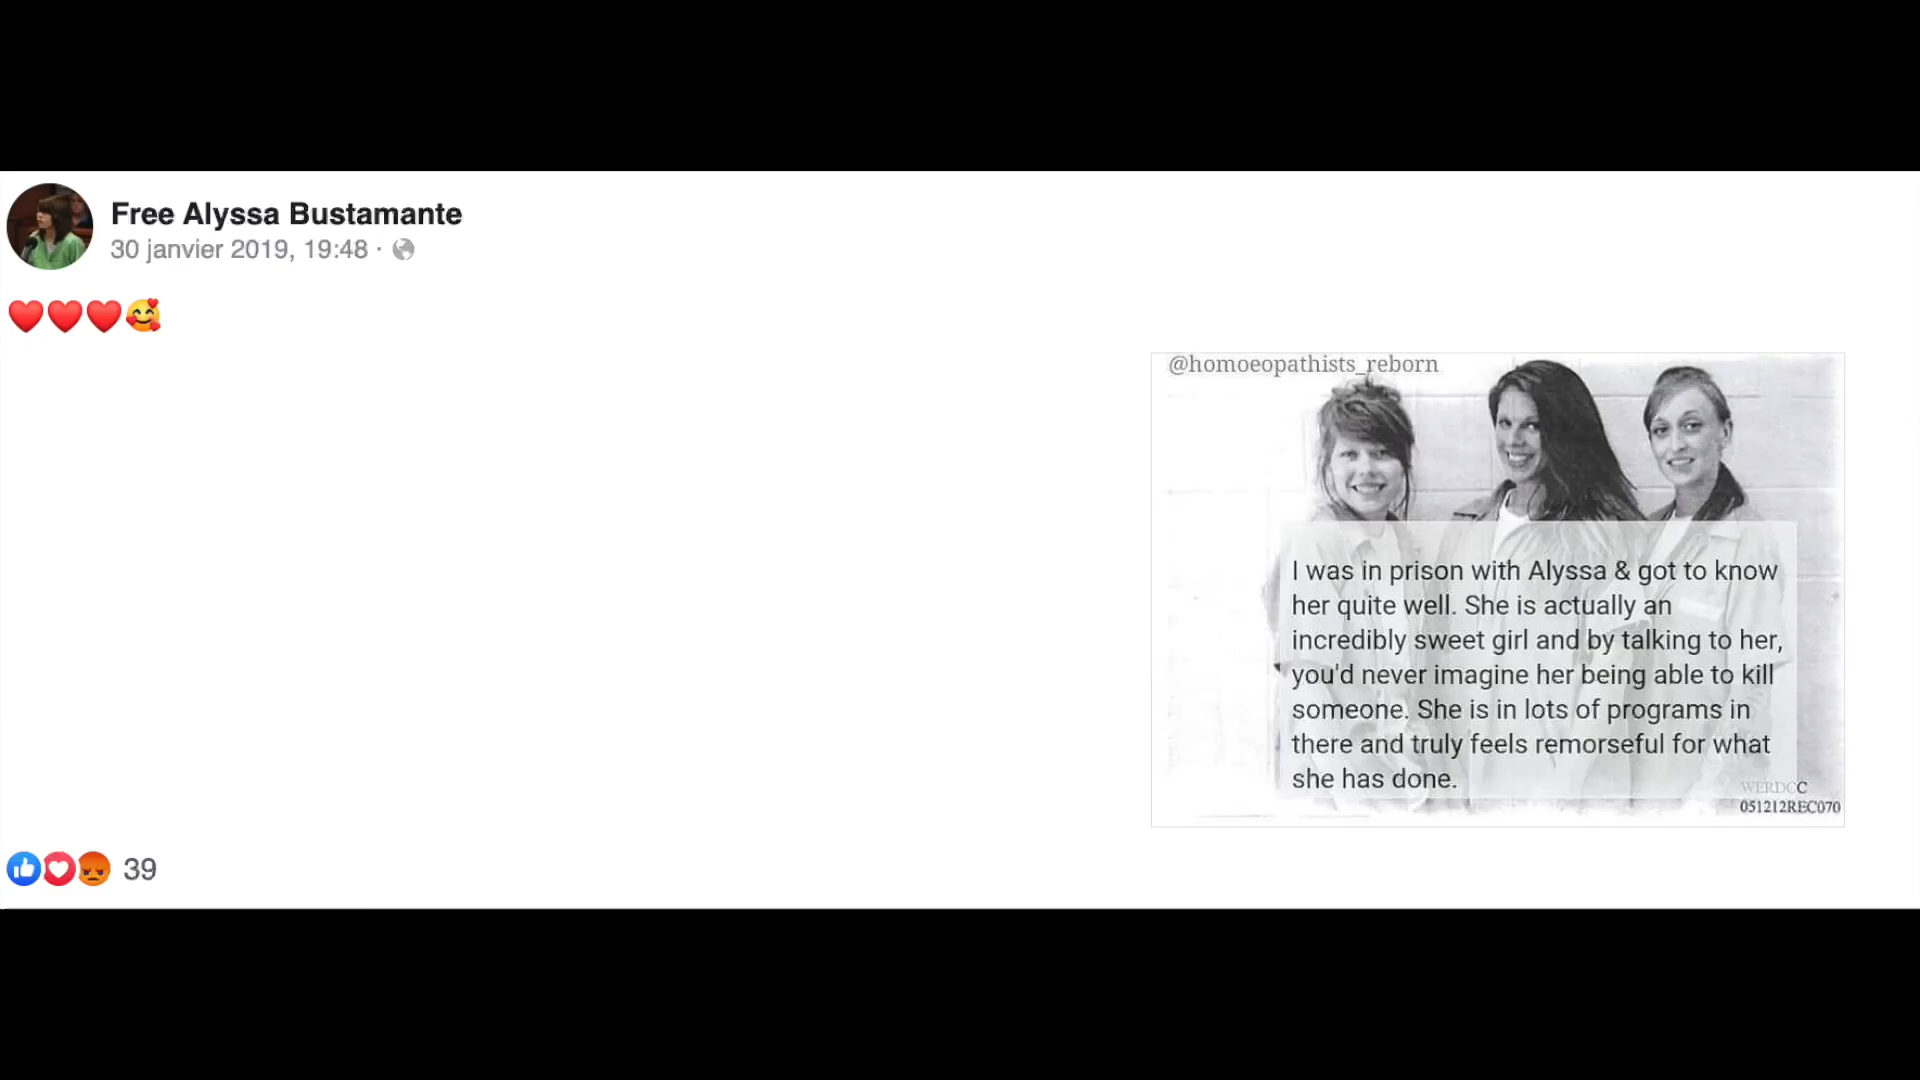 Free Alyssa Bustamante
30 janvier 2019, 19:48 ·
❤️❤️❤️🥰
@homoeopathists_reborn
I was in prison with Alyssa & got to know
her quite well. She is actually an
incredibly sweet girl and by talking to her,
you'd never imagine her being able to kill
someone. She is in lots of programs in
there and truly feels remorseful for what
she has done.
WERDCC
051212REC070
39